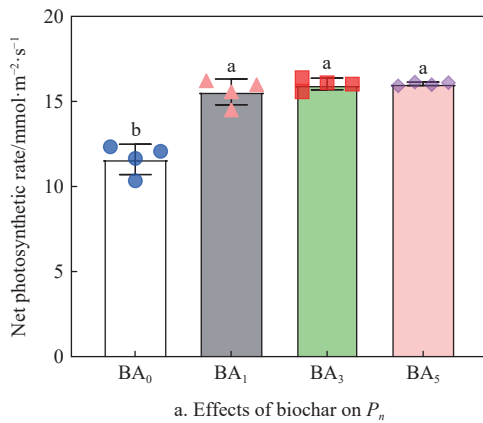 Net photosynthetic rate/mmol·m⁻²·s⁻¹
20
15
10
5
0
b
a
a
a
BA₀ BA₁ BA₃ BA₅
a. Effects of biochar on Pₙ